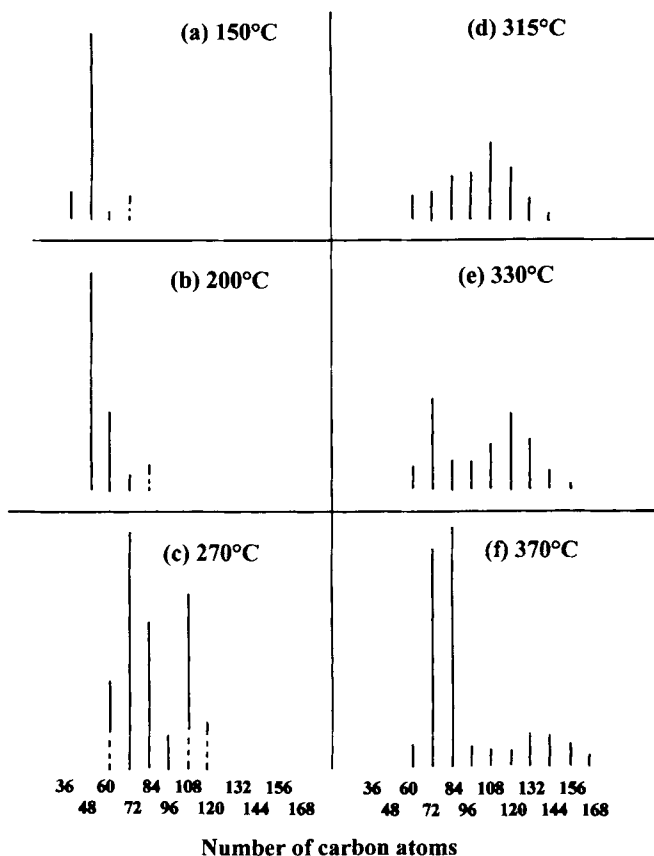 (a) 150°C
(d) 315°C
(b) 200°C
(e) 330°C
(c) 270°C
(f) 370°C
36 60 84 108 132 156
48 72 96 120 144 168
36 60 84 108 132 156
48 72 96 120 144 168
Number of carbon atoms